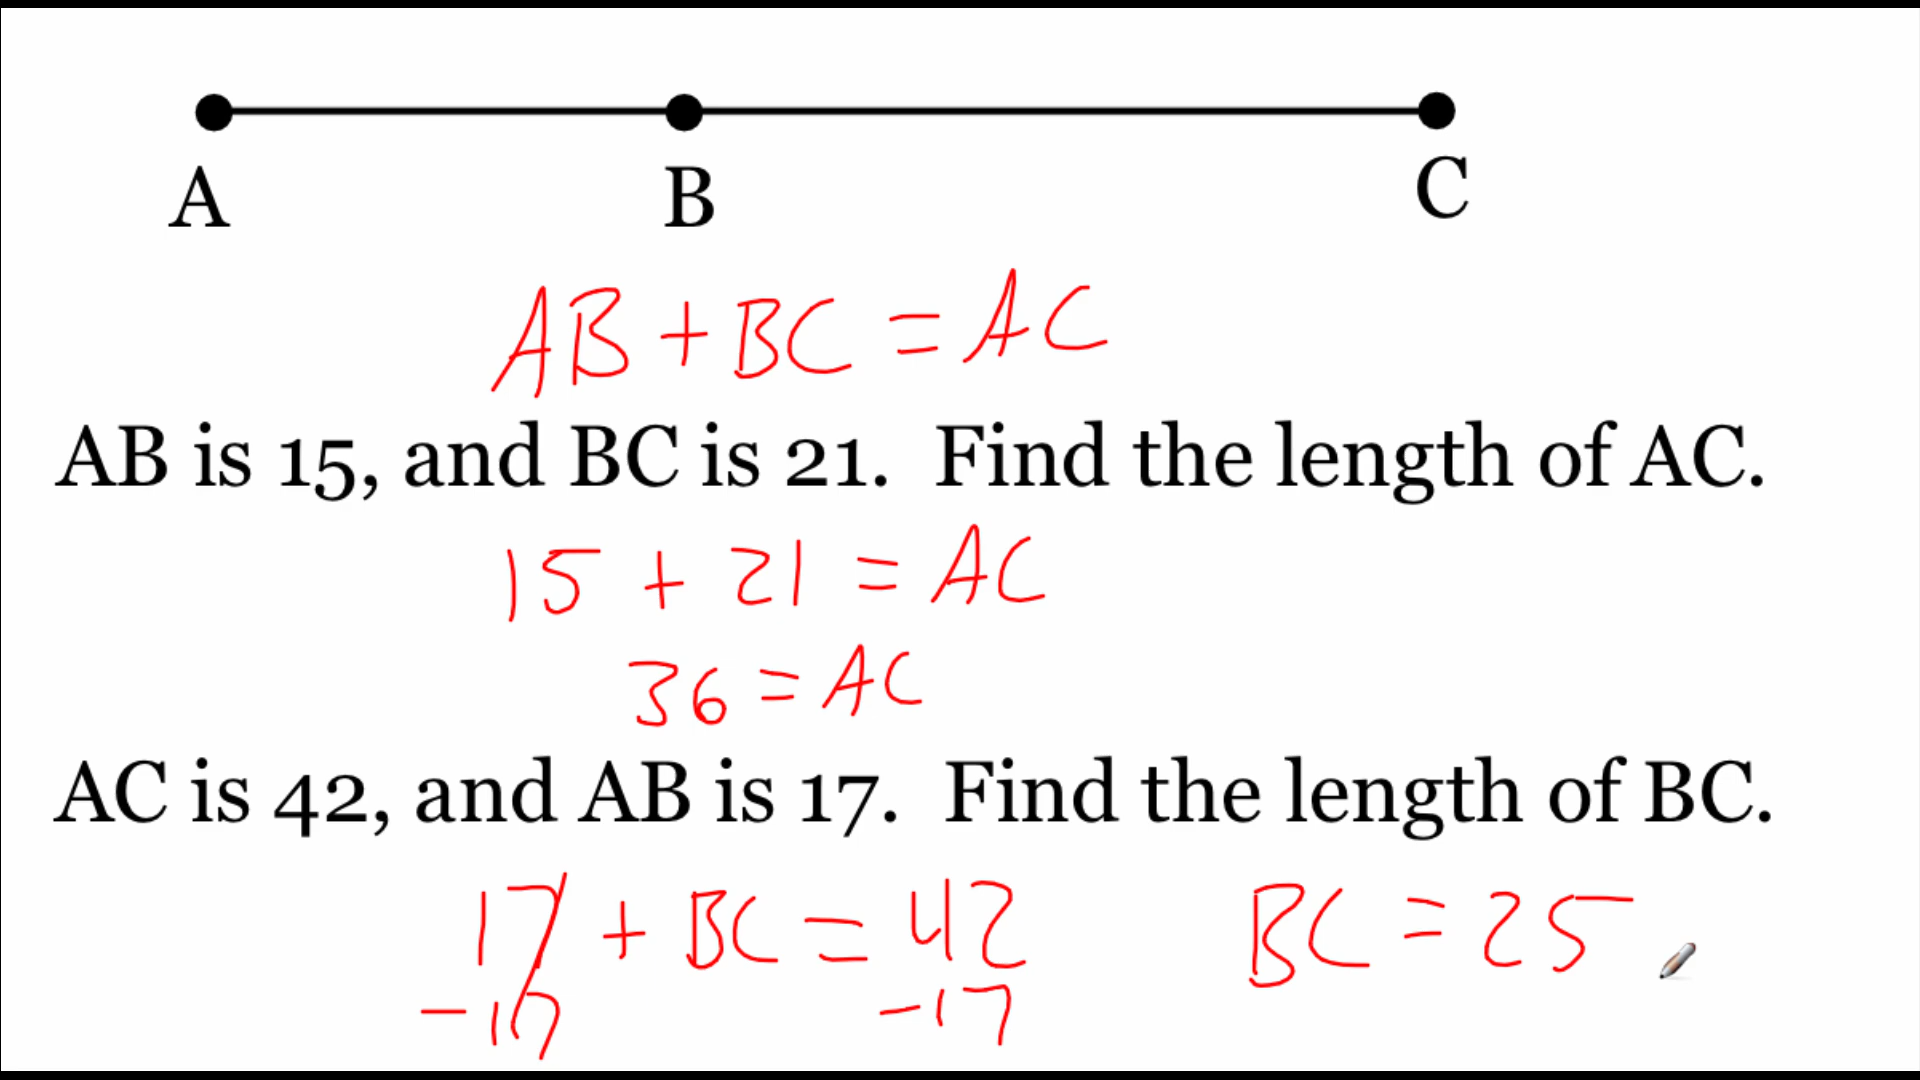 A B C
AB + BC = AC
AB is 15, and BC is 21. Find the length of AC.
15 + 21 = AC
36 = AC
AC is 42, and AB is 17. Find the length of BC.
17 + BC = 42 BC = 25
-17 -17